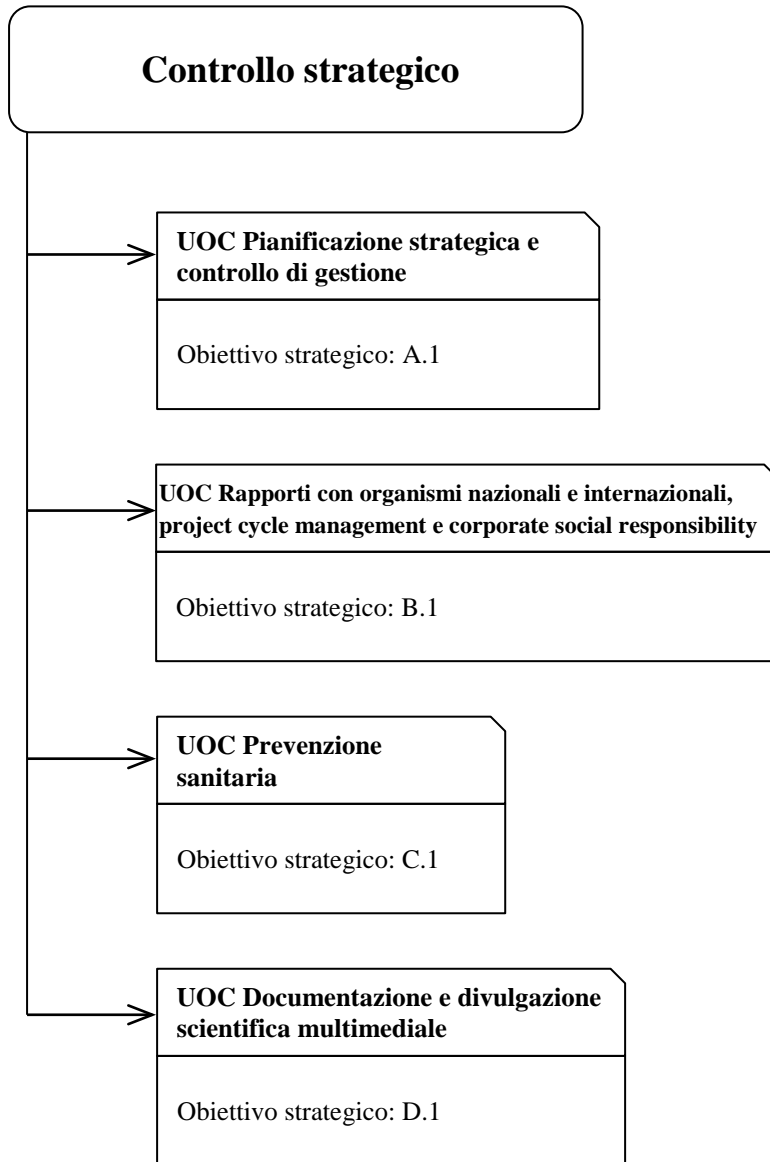 Controllo strategico
UOC Pianificazione strategica e
controllo di gestione
Obiettivo strategico: A.1
UOC Rapporti con organismi nazionali e internazionali,
project cycle management e corporate social responsibility
Obiettivo strategico: B.1
UOC Prevenzione
sanitaria
Obiettivo strategico: C.1
UOC Documentazione e divulgazione
scientifica multimediale
Obiettivo strategico: D.1